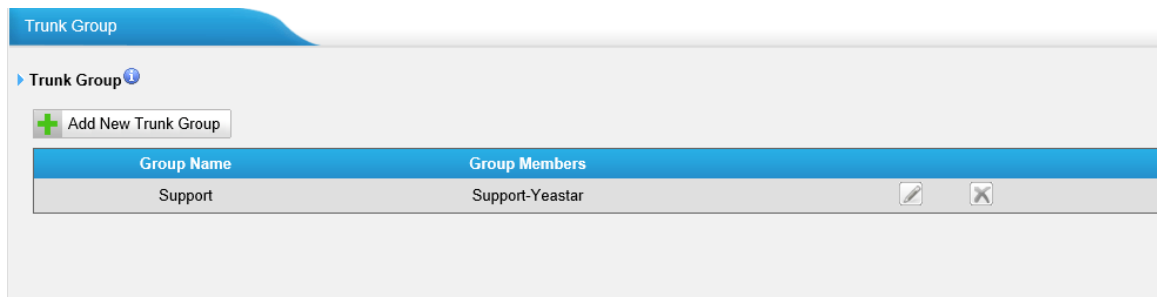 Trunk Group
Trunk Group
Add New Trunk Group
Group Name Group Members
Support Support-Yeastar